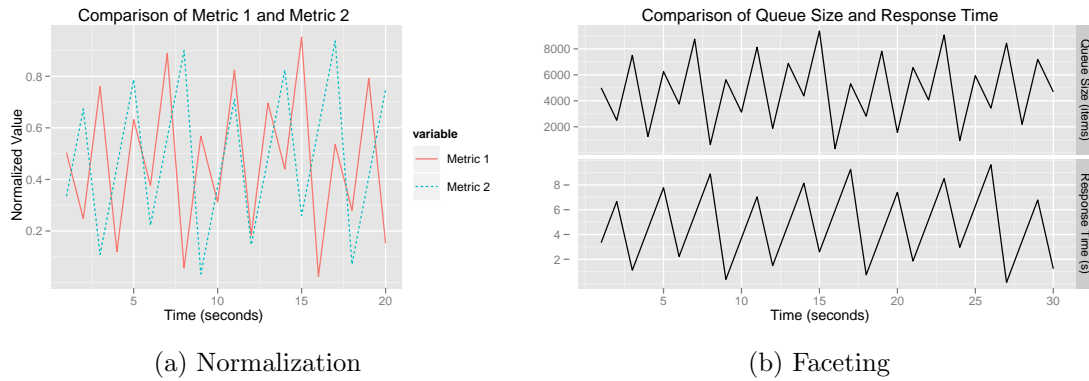 Comparison of Metric 1 and Metric 2
Normalized Value
0.8
0.6
0.4
0.2
5
10
15
20
Time (seconds)
variable
Metric 1
Metric 2
(a) Normalization
Comparison of Queue Size and Response Time
8000
6000
4000
2000
Queue Size (items)
8
6
4
2
Response Time (s)
5
10
15
20
25
30
Time (seconds)
(b) Faceting